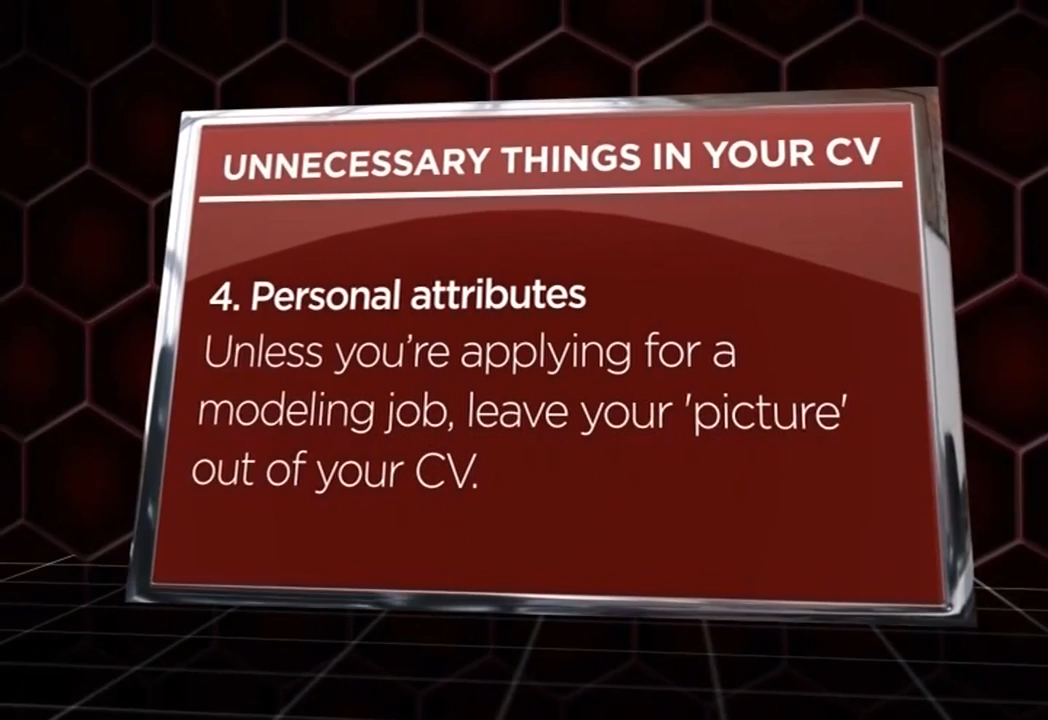 UNNECESSARY THINGS IN YOUR CV
4. Personal attributes
Unless you're applying for a
modeling job, leave your 'picture'
out of your CV.